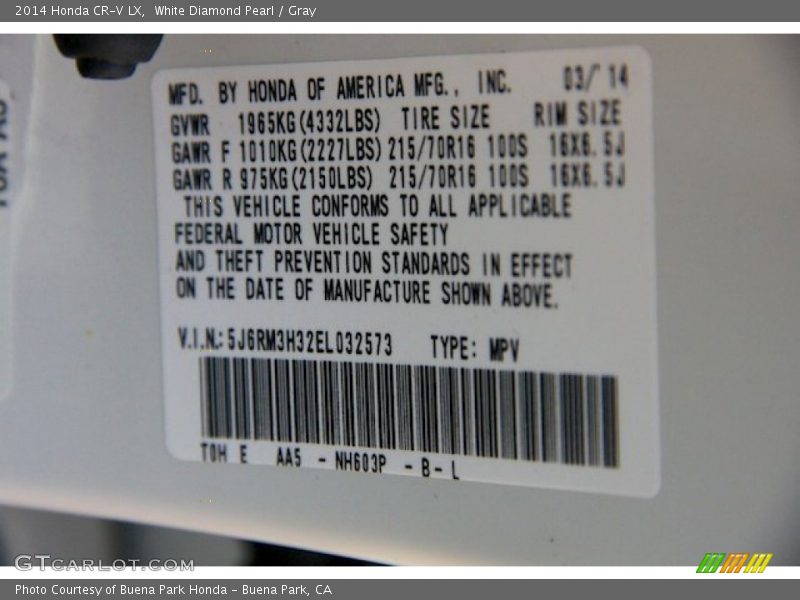 2014 Honda CR-V LX, White Diamond Pearl / Gray
MFD. BY HONDA OF AMERICA MFG., INC. 03/ 14
GVWR 1965KG(4332LBS) TIRE SIZE RIM SIZE
GAWR F 1010KG(2227LBS) 215/70R16 100S 16X6.5J
GAWR R 975KG(2150LBS) 215/70R16 100S 16X6.5J
THIS VEHICLE CONFORMS TO ALL APPLICABLE
FEDERAL MOTOR VEHICLE SAFETY
AND THEFT PREVENTION STANDARDS IN EFFECT
ON THE DATE OF MANUFACTURE SHOWN ABOVE.
V.I.N.: 5J6RM3H32EL032573 TYPE: MPV
T0H E AA5 - NH603P - B - L
GTCARLOT.COM
Photo Courtesy of Buena Park Honda – Buena Park, CA